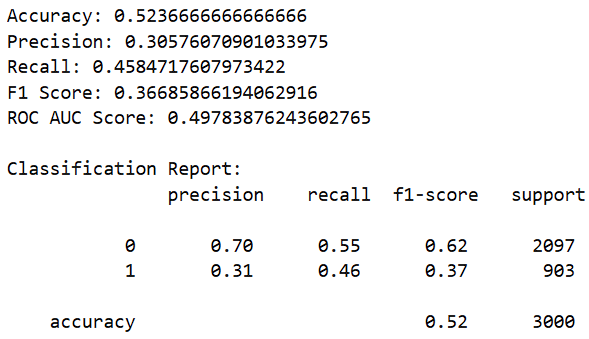 Accuracy: 0.5236666666666666
Precision: 0.30576070901033975
Recall: 0.4584717607973422
F1 Score: 0.36685866194062916
ROC AUC Score: 0.49783876243602765
Classification Report:
precision recall f1-score support
0 0.70 0.55 0.62 2097
1 0.31 0.46 0.37 903
accuracy 0.52 3000